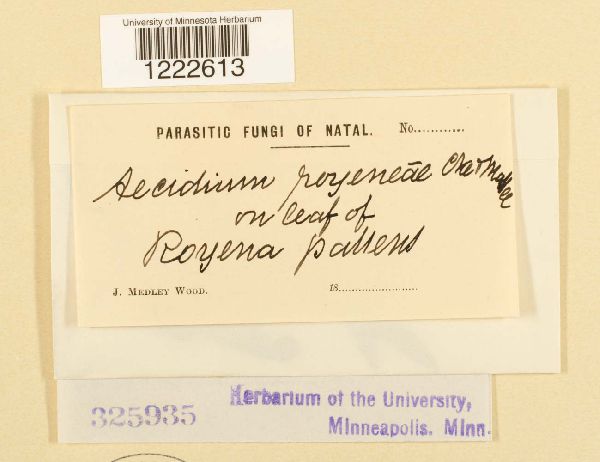 University of Minnesota Herbarium
1222613
PARASITIC FUNGI OF NATAL. No............
Aecidium royeneae Cke & Massee
on leaf of
Royena pallens
J. MEDLEY WOOD. 18........................
325935
Herbarium of the University,
Minneapolis. Minn.